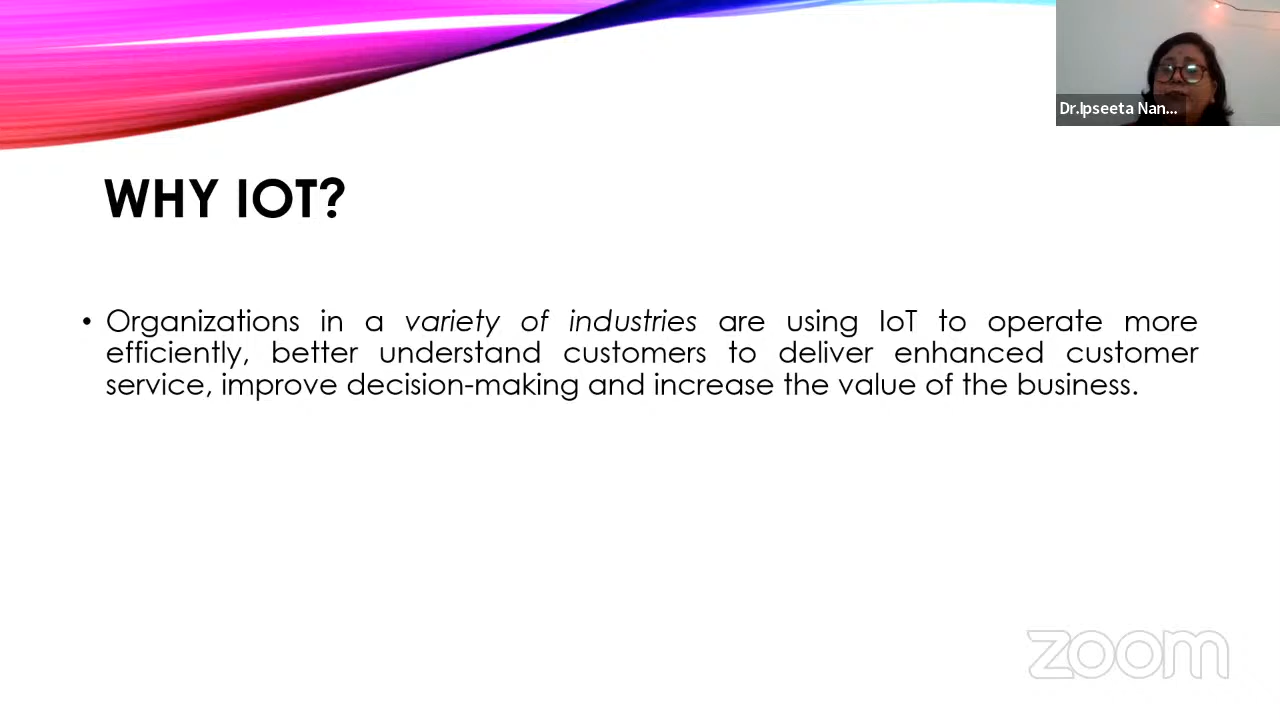 Dr.Ipseeta Nan...
WHY IOT?
• Organizations in a variety of industries are using IoT to operate more
efficiently, better understand customers to deliver enhanced customer
service, improve decision-making and increase the value of the business.
zoom